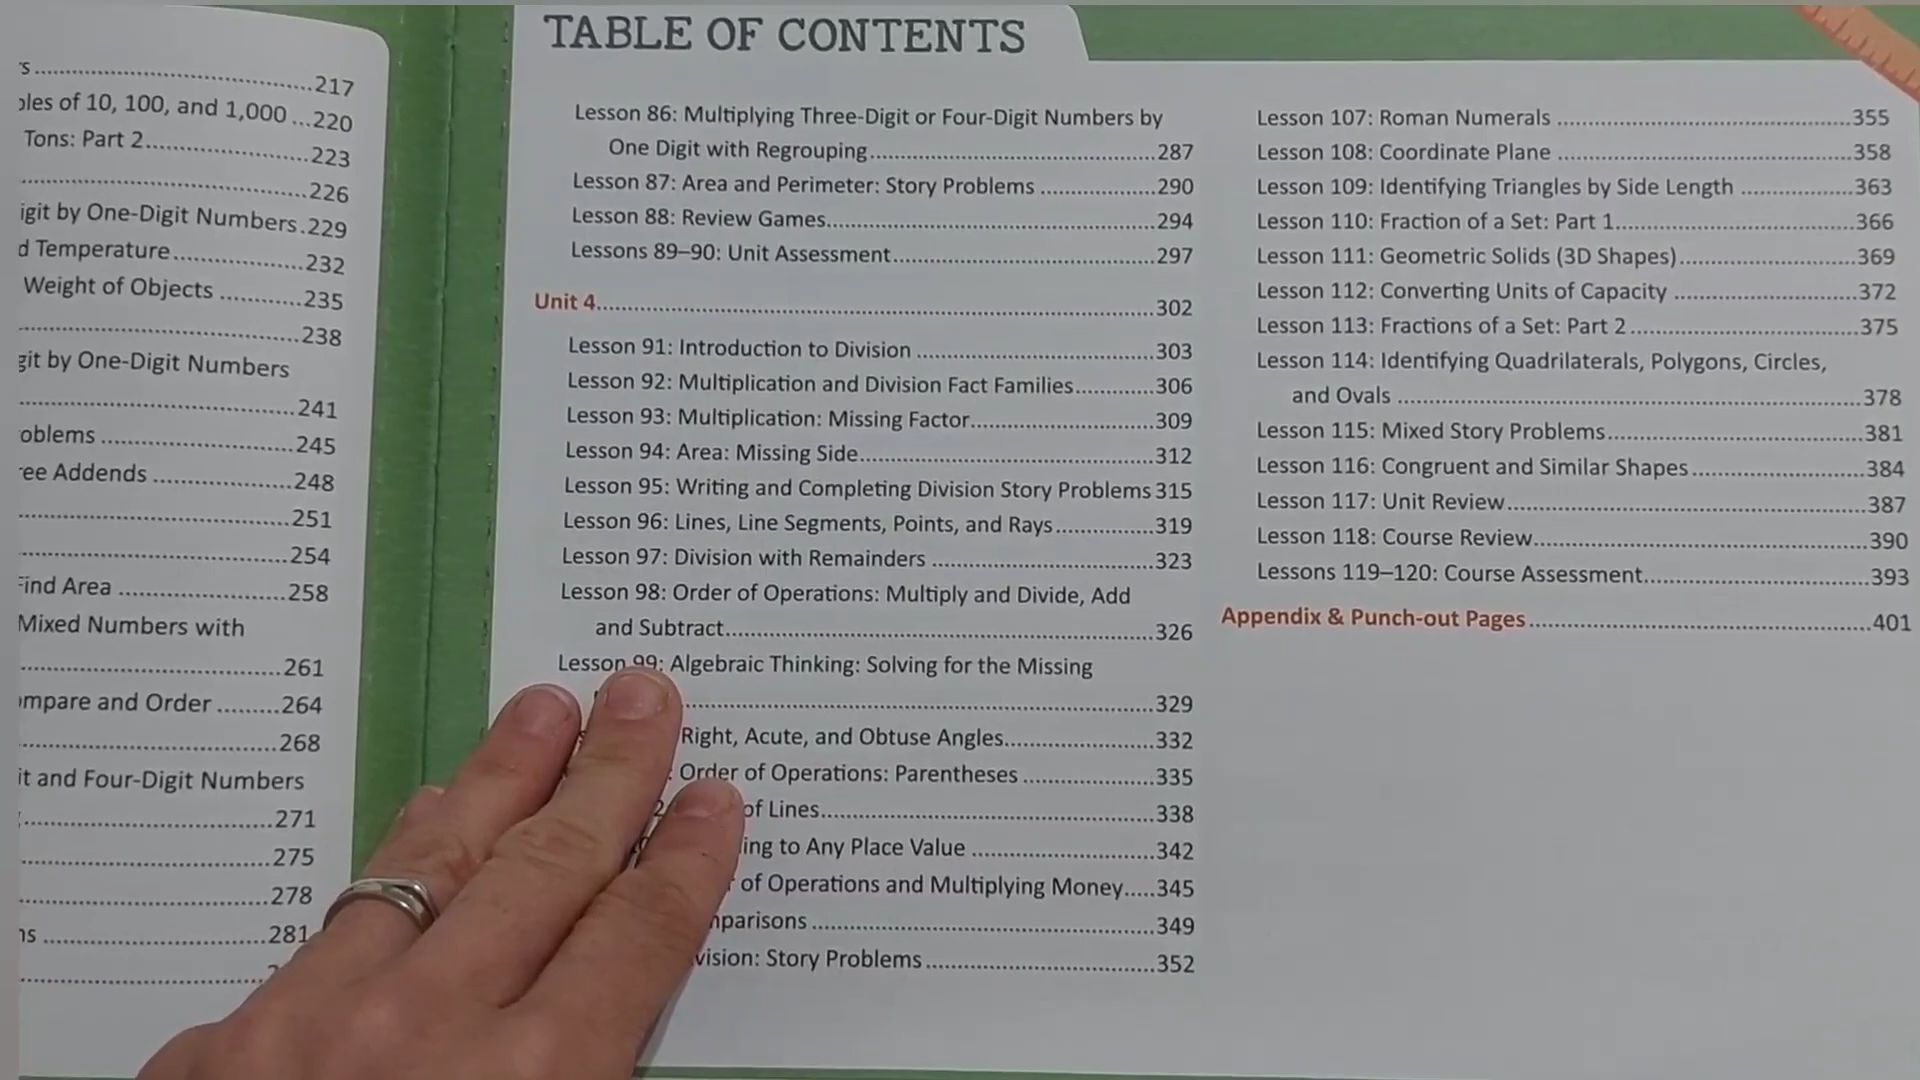 .......217
10, 100, and 1,000 ...220
Tons: Part 2.......223
.......226
by One-Digit Numbers.229
Temperature.......232
Weight of Objects .......235
.......238
by One-Digit Numbers
.......241
.......245
Addends .......248
.......251
.......254
Find Area .......258
Mixed Numbers with
.......261
and Order .......264
.......268
and Four-Digit Numbers
.......271
.......275
.......278
.......281
TABLE OF CONTENTS
Lesson 86: Multiplying Three-Digit or Four-Digit Numbers by
One Digit with Regrouping.......287
Lesson 87: Area and Perimeter: Story Problems .......290
Lesson 88: Review Games.......294
Lessons 89–90: Unit Assessment.......297
Unit 4.......302
Lesson 91: Introduction to Division .......303
Lesson 92: Multiplication and Division Fact Families.......306
Lesson 93: Multiplication: Missing Factor.......309
Lesson 94: Area: Missing Side.......312
Lesson 95: Writing and Completing Division Story Problems 315
Lesson 96: Lines, Line Segments, Points, and Rays.......319
Lesson 97: Division with Remainders .......323
Lesson 98: Order of Operations: Multiply and Divide, Add
and Subtract.......326
Lesson 99: Algebraic Thinking: Solving for the Missing
.......329
Right, Acute, and Obtuse Angles.......332
Order of Operations: Parentheses .......335
of Lines.......338
to Any Place Value .......342
of Operations and Multiplying Money.....345
.......349
Story Problems .......352
Lesson 107: Roman Numerals .......355
Lesson 108: Coordinate Plane .......358
Lesson 109: Identifying Triangles by Side Length .......363
Lesson 110: Fraction of a Set: Part 1.......366
Lesson 111: Geometric Solids (3D Shapes).......369
Lesson 112: Converting Units of Capacity .......372
Lesson 113: Fractions of a Set: Part 2.......375
Lesson 114: Identifying Quadrilaterals, Polygons, Circles,
and Ovals .......378
Lesson 115: Mixed Story Problems.......381
Lesson 116: Congruent and Similar Shapes.......384
Lesson 117: Unit Review.......387
Lesson 118: Course Review.......390
Lessons 119–120: Course Assessment.......393
Appendix & Punch-out Pages.......401